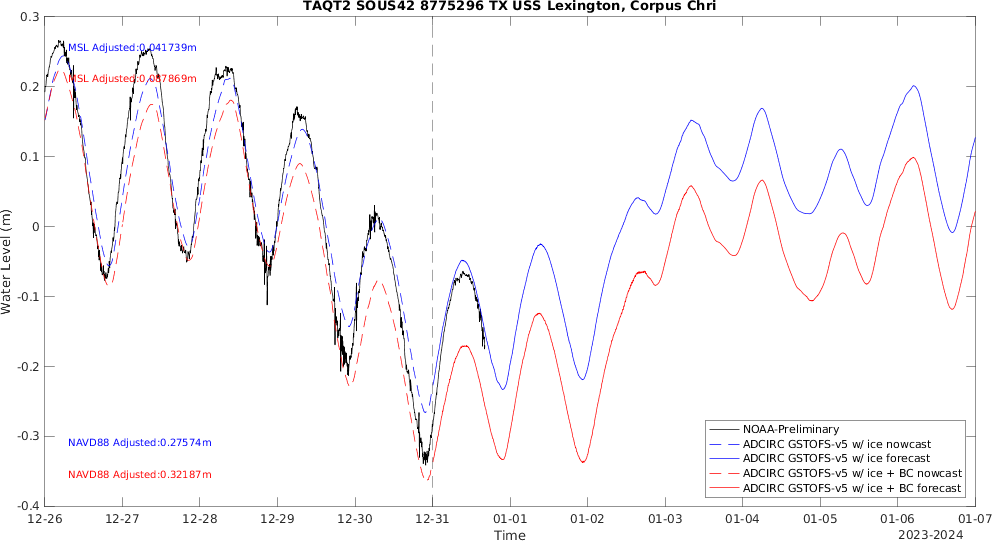 TAQT2 SOUS42 8775296 TX USS Lexington, Corpus Chri
0.3
0.2
0.1
0
-0.1
-0.2
-0.3
-0.4
Water Level (m)
MSL Adjusted:0.041739m
MSL Adjusted:0.087869m
NAVD88 Adjusted:0.27574m
NAVD88 Adjusted:0.32187m
NOAA-Preliminary
ADCIRC GSTOFS-v5 w/ ice nowcast
ADCIRC GSTOFS-v5 w/ ice forecast
ADCIRC GSTOFS-v5 w/ ice + BC nowcast
ADCIRC GSTOFS-v5 w/ ice + BC forecast
12-26 12-27 12-28 12-29 12-30 12-31 01-01 01-02 01-03 01-04 01-05 01-06 01-07
Time
2023-2024